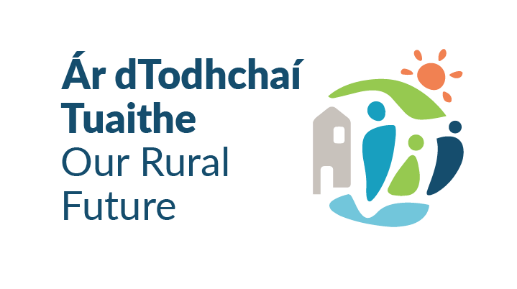 Ár dTodhchaí
Tuaithe
Our Rural
Future